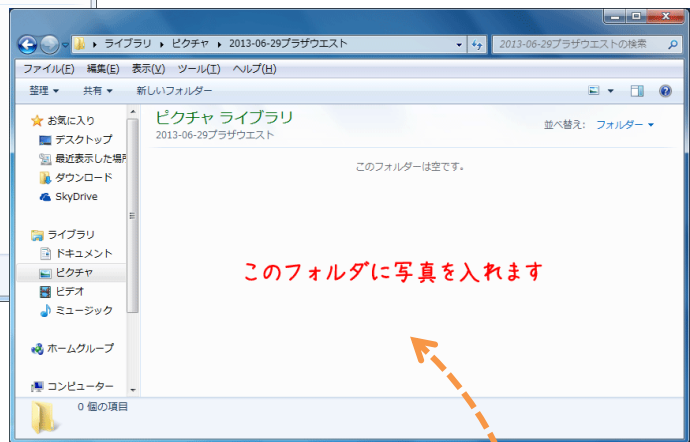 ライブラリ ▸ ピクチャ ▸ 2013-06-29プラザウエスト
2013-06-29プラザウエストの検索
ファイル(F) 編集(E) 表示(V) ツール(T) ヘルプ(H)
整理 共有 新しいフォルダー
お気に入り
デスクトップ
最近表示した場所
ダウンロード
SkyDrive
ライブラリ
ドキュメント
ピクチャ
ビデオ
ミュージック
ホームグループ
コンピューター
ピクチャ ライブラリ
2013-06-29プラザウエスト
並べ替え: フォルダー
このフォルダーは空です。
このフォルダに写真を入れます
0 個の項目